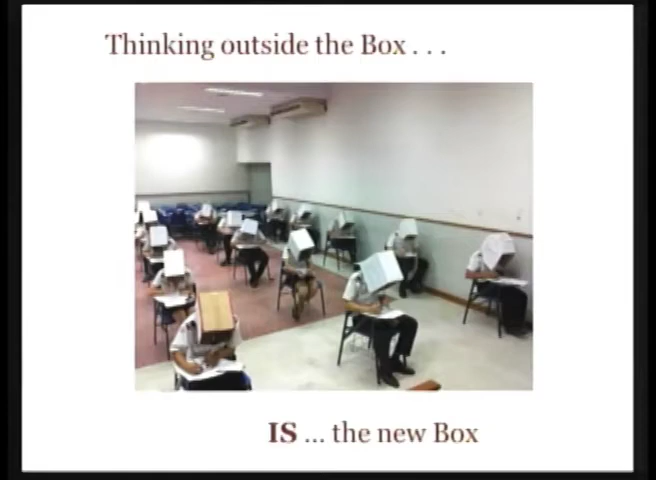 Thinking outside the Box . . .
IS ... the new Box